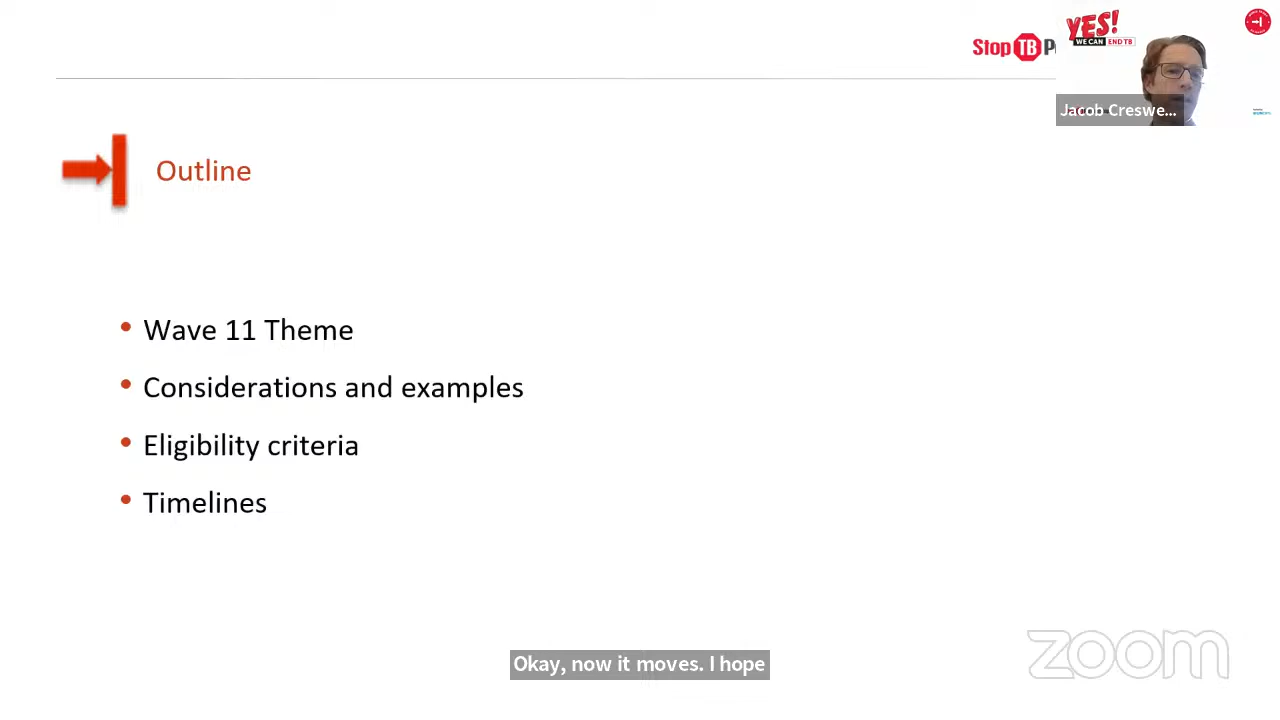 YES!
WE CAN END TB
Stop TB P
Jacob Creswe...
Outline
• Wave 11 Theme
• Considerations and examples
• Eligibility criteria
• Timelines
Okay, now it moves. I hope
zoom